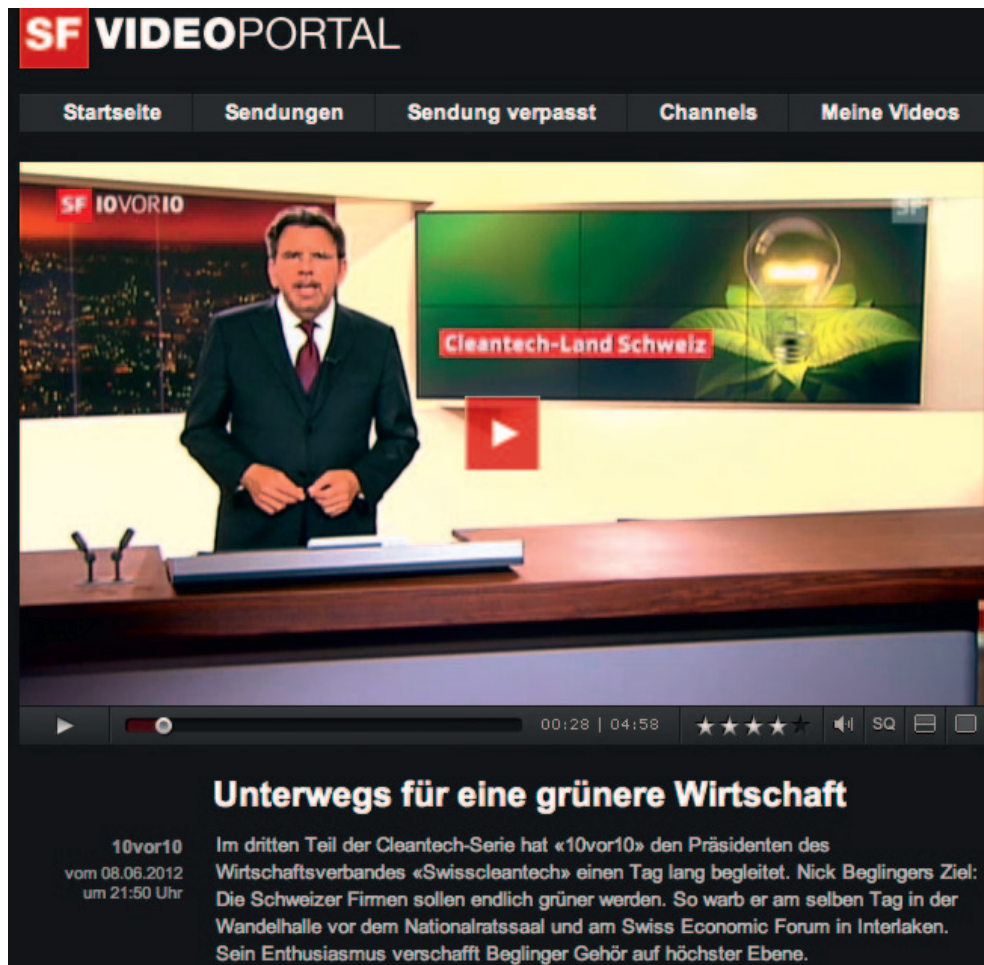 SF VIDEOPORTAL
Startseite Sendungen Sendung verpasst Channels Meine Videos
SF 10VOR10
SF
Cleantech-Land Schweiz
00:28 | 04:58
SQ
Unterwegs für eine grünere Wirtschaft
10vor10
vom 08.06.2012
um 21:50 Uhr
Im dritten Teil der Cleantech-Serie hat «10vor10» den Präsidenten des
Wirtschaftsverbandes «Swisscleantech» einen Tag lang begleitet. Nick Beglingers Ziel:
Die Schweizer Firmen sollen endlich grüner werden. So warb er am selben Tag in der
Wandelhalle vor dem Nationalratssaal und am Swiss Economic Forum in Interlaken.
Sein Enthusiasmus verschafft Beglinger Gehör auf höchster Ebene.